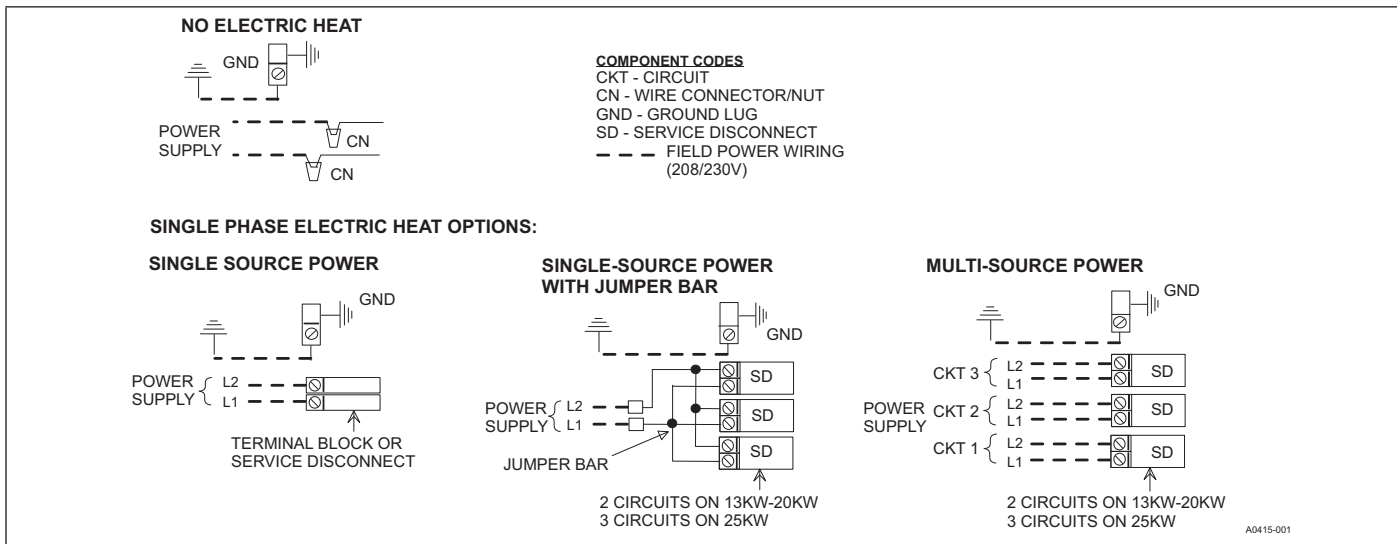 NO ELECTRIC HEAT
GND
POWER
SUPPLY
CN
CN
COMPONENT CODES
CKT - CIRCUIT
CN - WIRE CONNECTOR/NUT
GND - GROUND LUG
SD - SERVICE DISCONNECT
FIELD POWER WIRING
(208/230V)
SINGLE PHASE ELECTRIC HEAT OPTIONS:
SINGLE SOURCE POWER
GND
POWER
SUPPLY
L2
L1
TERMINAL BLOCK OR
SERVICE DISCONNECT
SINGLE-SOURCE POWER
WITH JUMPER BAR
GND
SD
SD
SD
POWER
SUPPLY
L2
L1
JUMPER BAR
2 CIRCUITS ON 13KW-20KW
3 CIRCUITS ON 25KW
MULTI-SOURCE POWER
GND
CKT 3
L2
L1
SD
POWER
SUPPLY
CKT 2
L2
L1
SD
CKT 1
L2
L1
SD
2 CIRCUITS ON 13KW-20KW
3 CIRCUITS ON 25KW
A0415-001